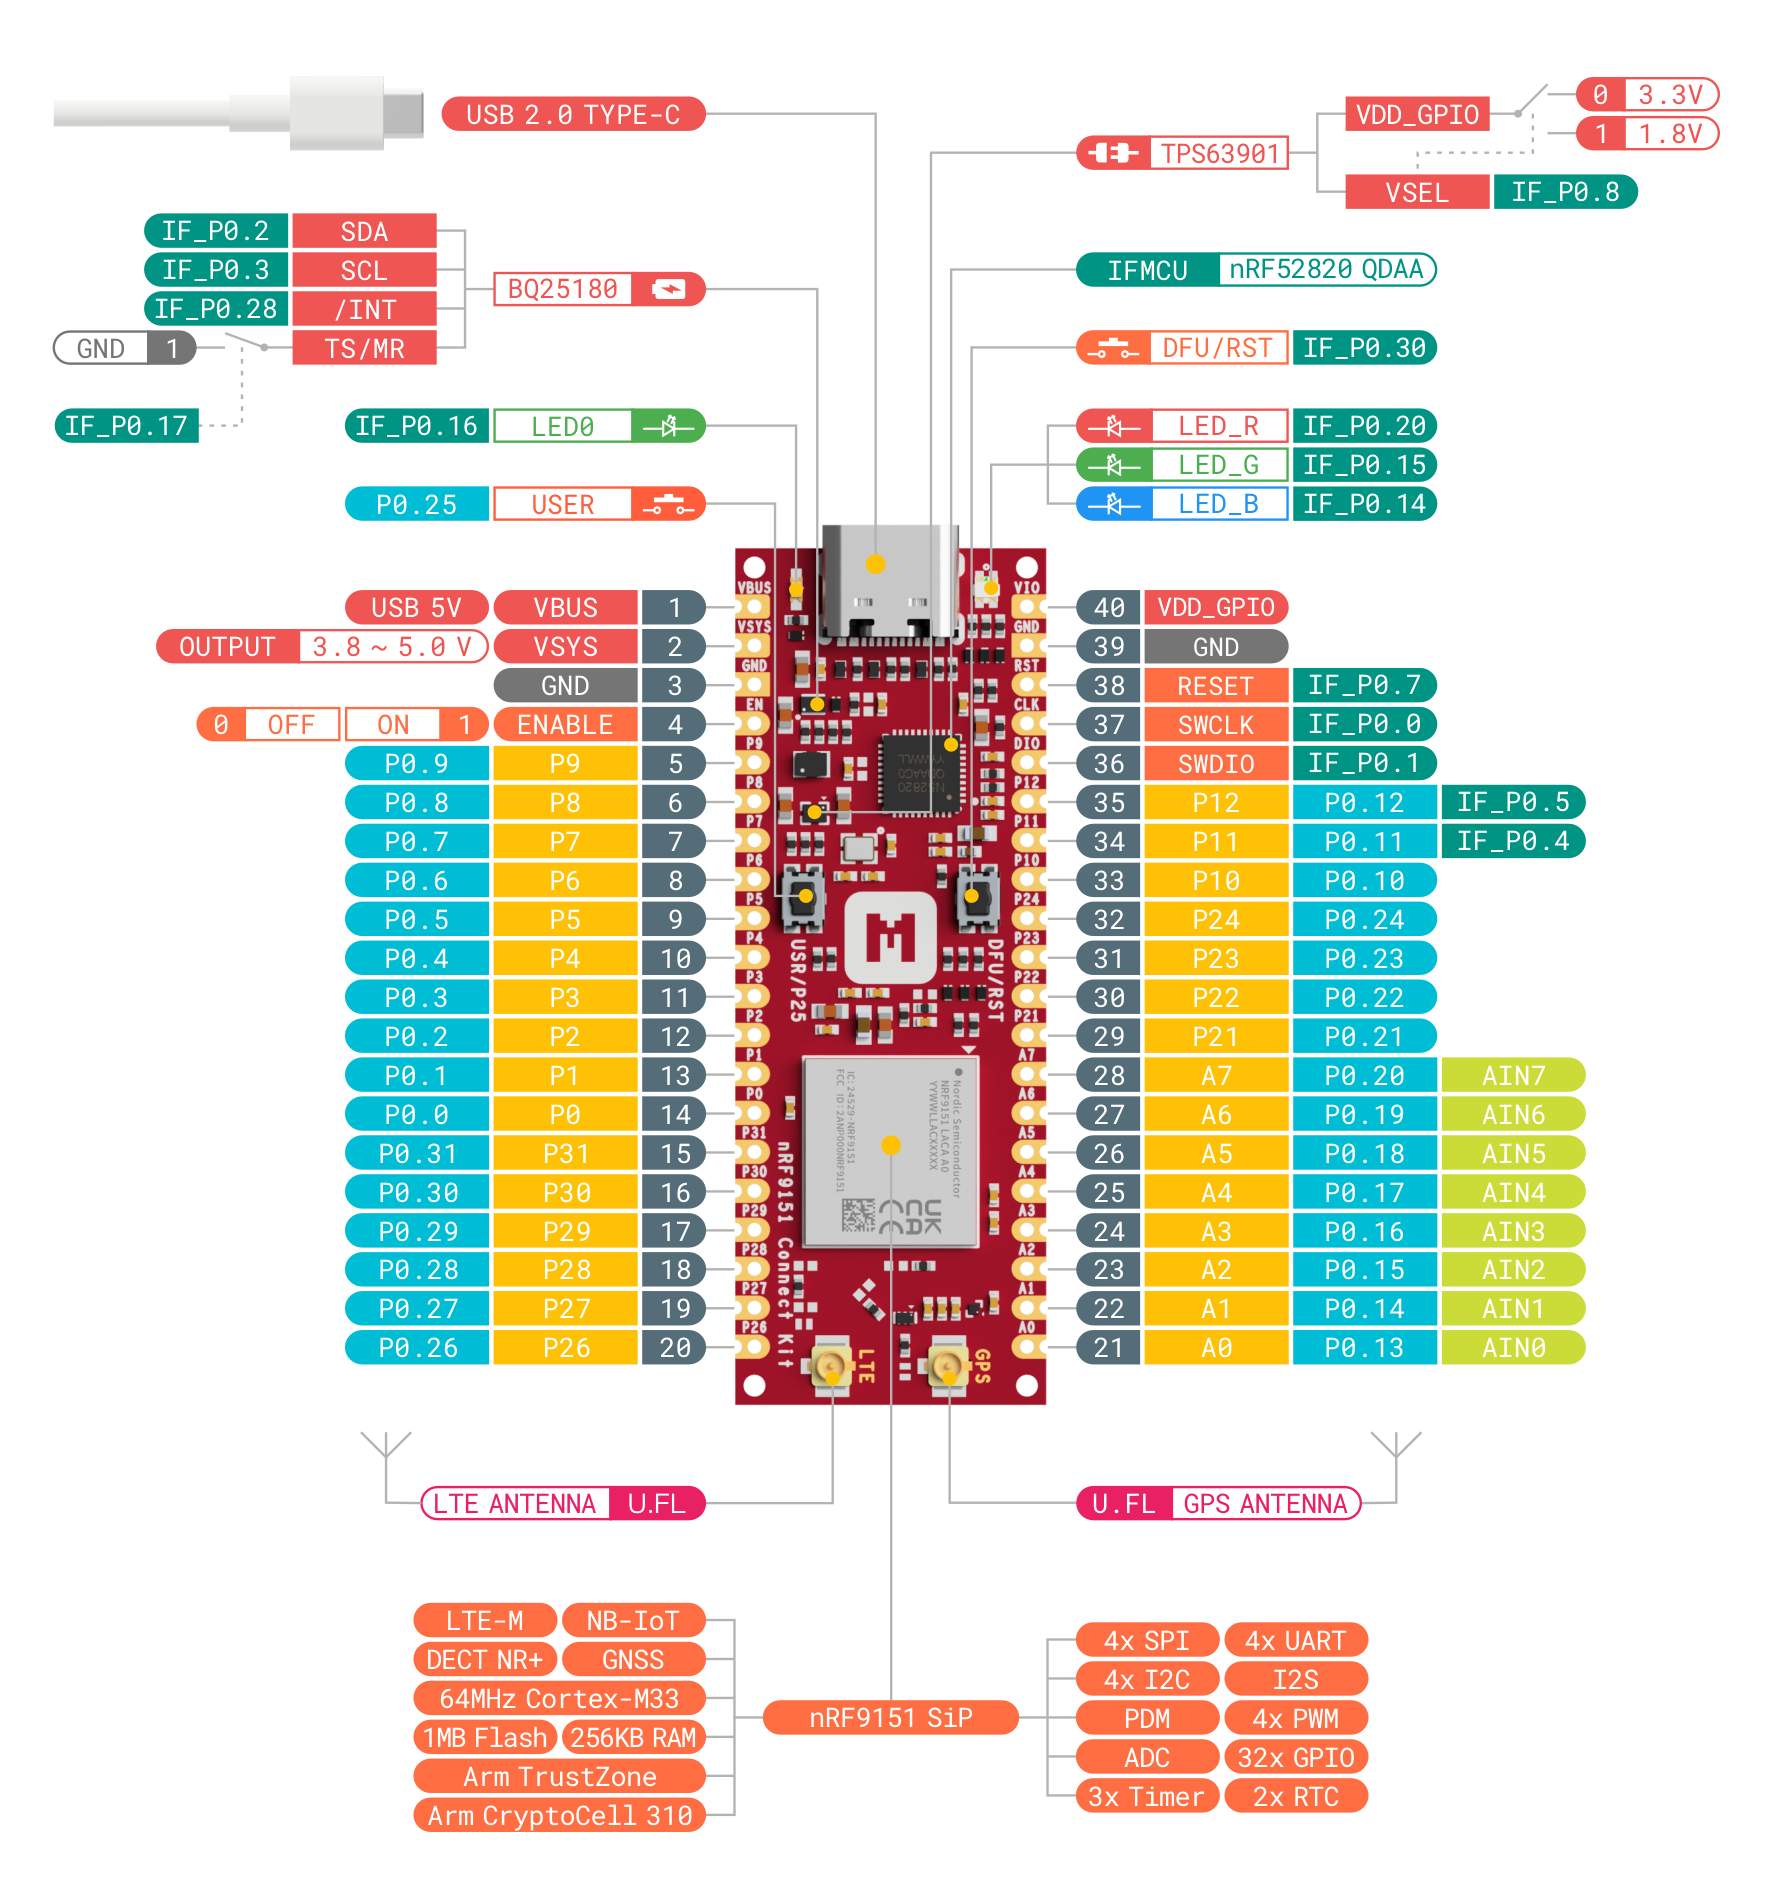 USB 2.0 TYPE-C
VDD_GPIO 0 3.3V
1 1.8V
TPS63901
VSEL IF_P0.8
IF_P0.2 SDA
IF_P0.3 SCL
IF_P0.28 /INT
GND 1 TS/MR
BQ25180
IF_P0.17
IFMCU nRF52820 QDAA
DFU/RST IF_P0.30
IF_P0.16 LED0
P0.25 USER
LED_R IF_P0.20
LED_G IF_P0.15
LED_B IF_P0.14
USB 5V VBUS 1
OUTPUT 3.8 ~ 5.0 V VSYS 2
GND 3
0 OFF ON 1 ENABLE 4
P0.9 P9 5
P0.8 P8 6
P0.7 P7 7
P0.6 P6 8
P0.5 P5 9
P0.4 P4 10
P0.3 P3 11
P0.2 P2 12
P0.1 P1 13
P0.0 P0 14
P0.31 P31 15
P0.30 P30 16
P0.29 P29 17
P0.28 P28 18
P0.27 P27 19
P0.26 P26 20
VBUS
VSYS
GND
EN
P9
P8
P7
P6
P5
P4
P3
P2
P1
P0
P31
P30
P29
P28
P27
P26
N52820
QDAAC0
YYWWLL
USR/P25
DFU/RST
Nordic Semiconductor
NRF9151 LACA A0
YYWWLLACXXXXX
IC: 24529-NRF9151
FCC ID: 2ANPO00NRF9151
UK
CA
CE
nRF9151 Connect Kit
LTE
GPS
VIO
GND
RST
CLK
DIO
P12
P11
P10
P24
P23
P22
P21
A7
A6
A5
A4
A3
A2
A1
A0
40 VDD_GPIO
39 GND
38 RESET IF_P0.7
37 SWCLK IF_P0.0
36 SWDIO IF_P0.1
35 P12 P0.12 IF_P0.5
34 P11 P0.11 IF_P0.4
33 P10 P0.10
32 P24 P0.24
31 P23 P0.23
30 P22 P0.22
29 P21 P0.21
28 A7 P0.20 AIN7
27 A6 P0.19 AIN6
26 A5 P0.18 AIN5
25 A4 P0.17 AIN4
24 A3 P0.16 AIN3
23 A2 P0.15 AIN2
22 A1 P0.14 AIN1
21 A0 P0.13 AIN0
LTE ANTENNA U.FL
U.FL GPS ANTENNA
LTE-M NB-IoT
DECT NR+ GNSS
64MHz Cortex-M33
1MB Flash 256KB RAM
Arm TrustZone
Arm CryptoCell 310
nRF9151 SiP
4x SPI 4x UART
4x I2C I2S
PDM 4x PWM
ADC 32x GPIO
3x Timer 2x RTC